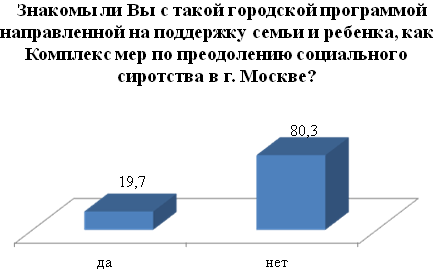 Знакомы ли Вы с такой городской программой
направленной на поддержку семьи и ребенка, как
Комплекс мер по преодолению социального
сиротства в г. Москве?
80,3
19,7
да нет